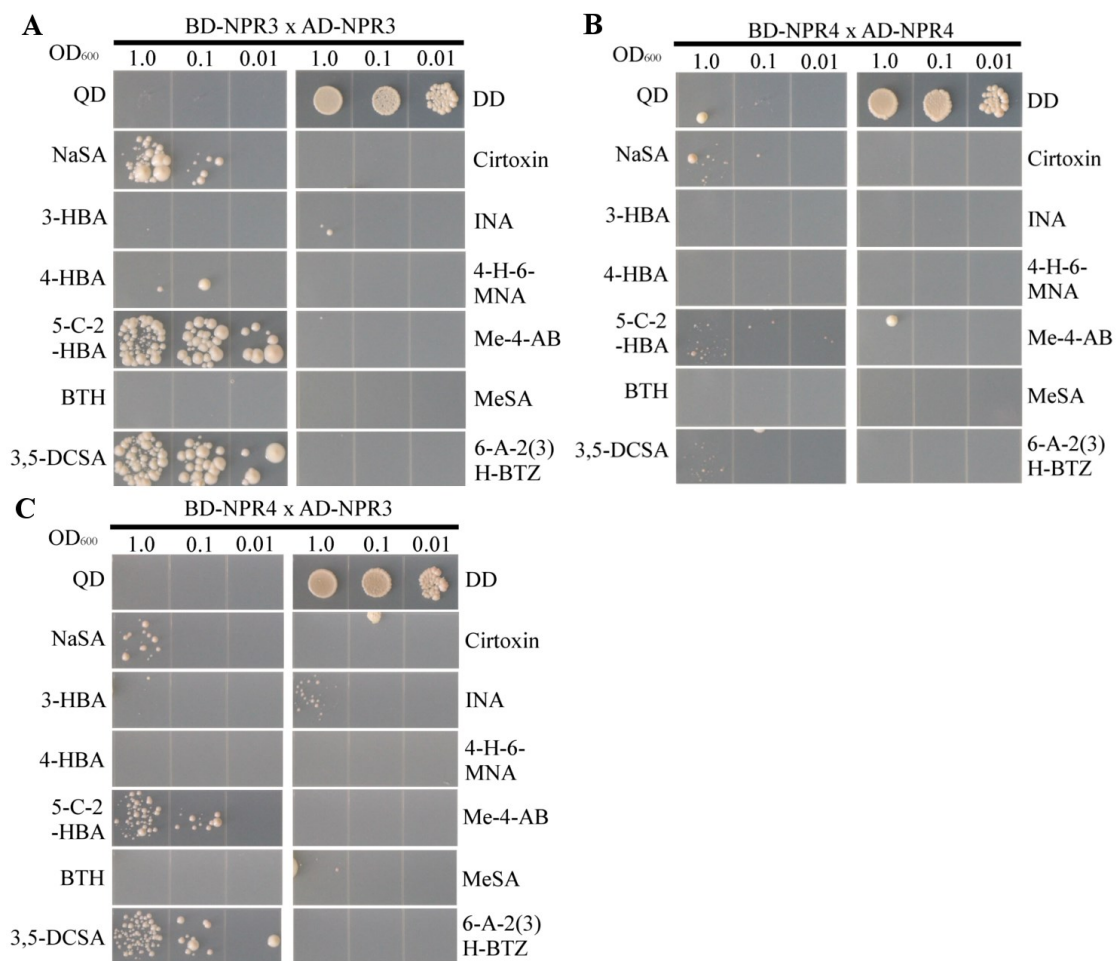 A
BD-NPR3 x AD-NPR3
OD600
1.0 0.1 0.01 1.0 0.1 0.01
QD
DD
NaSA
Cirtoxin
3-HBA
INA
4-HBA
4-H-6-
MNA
5-C-2
-HBA
Me-4-AB
BTH
MeSA
3,5-DCSA
6-A-2(3)
H-BTZ
B
BD-NPR4 x AD-NPR4
OD600
1.0 0.1 0.01 1.0 0.1 0.01
QD
DD
NaSA
Cirtoxin
3-HBA
INA
4-HBA
4-H-6-
MNA
5-C-2
-HBA
Me-4-AB
BTH
MeSA
3,5-DCSA
6-A-2(3)
H-BTZ
C
BD-NPR4 x AD-NPR3
OD600
1.0 0.1 0.01 1.0 0.1 0.01
QD
DD
NaSA
Cirtoxin
3-HBA
INA
4-HBA
4-H-6-
MNA
5-C-2
-HBA
Me-4-AB
BTH
MeSA
3,5-DCSA
6-A-2(3)
H-BTZ